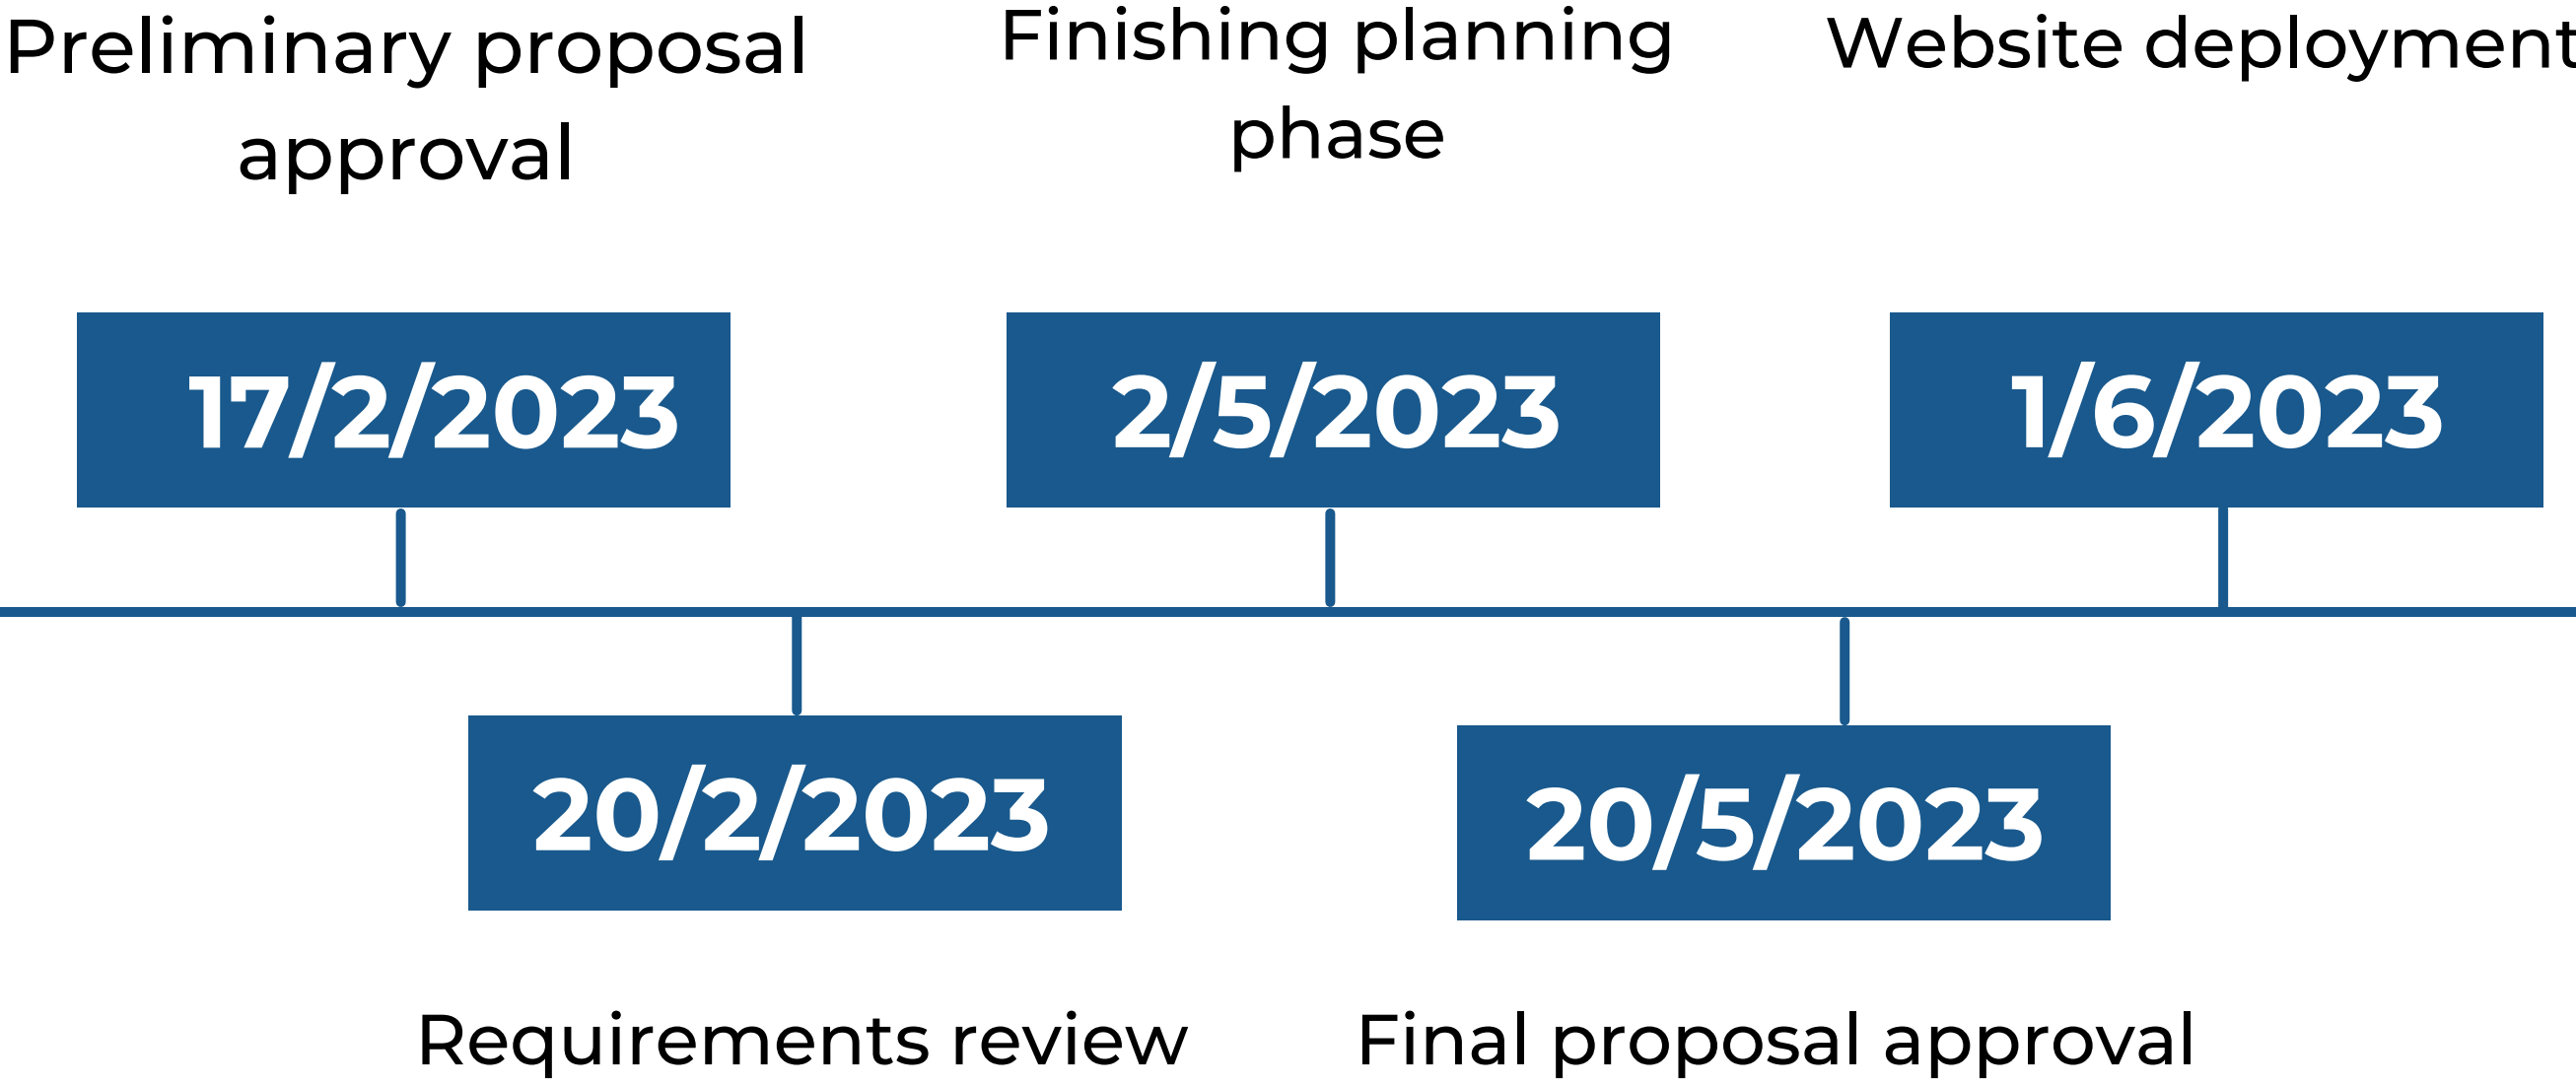 Preliminary proposal
approval
Finishing planning
phase
Website deployment
17/2/2023
2/5/2023
1/6/2023
20/2/2023
20/5/2023
Requirements review
Final proposal approval